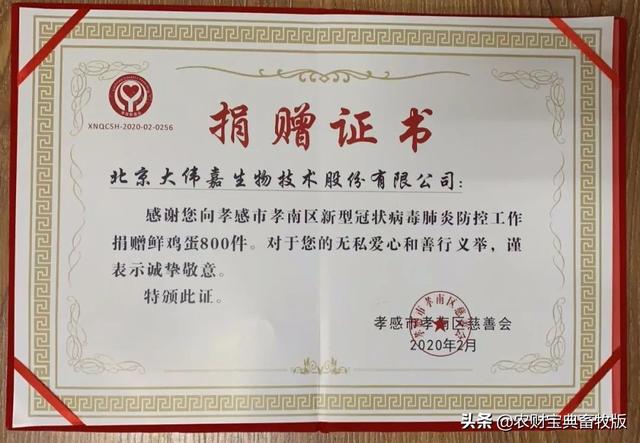 XNQCSH-2020-02-0256
捐赠证书
北京大伟嘉生物技术股份有限公司：
感谢您向孝感市孝南区新型冠状病毒肺炎防控工作
捐赠鲜鸡蛋800件。对于您的无私爱心和善行义举，谨
表示诚挚敬意。
特颁此证。
孝感市孝南区慈善会
2020年2月
头条 @农财宝典畜牧版